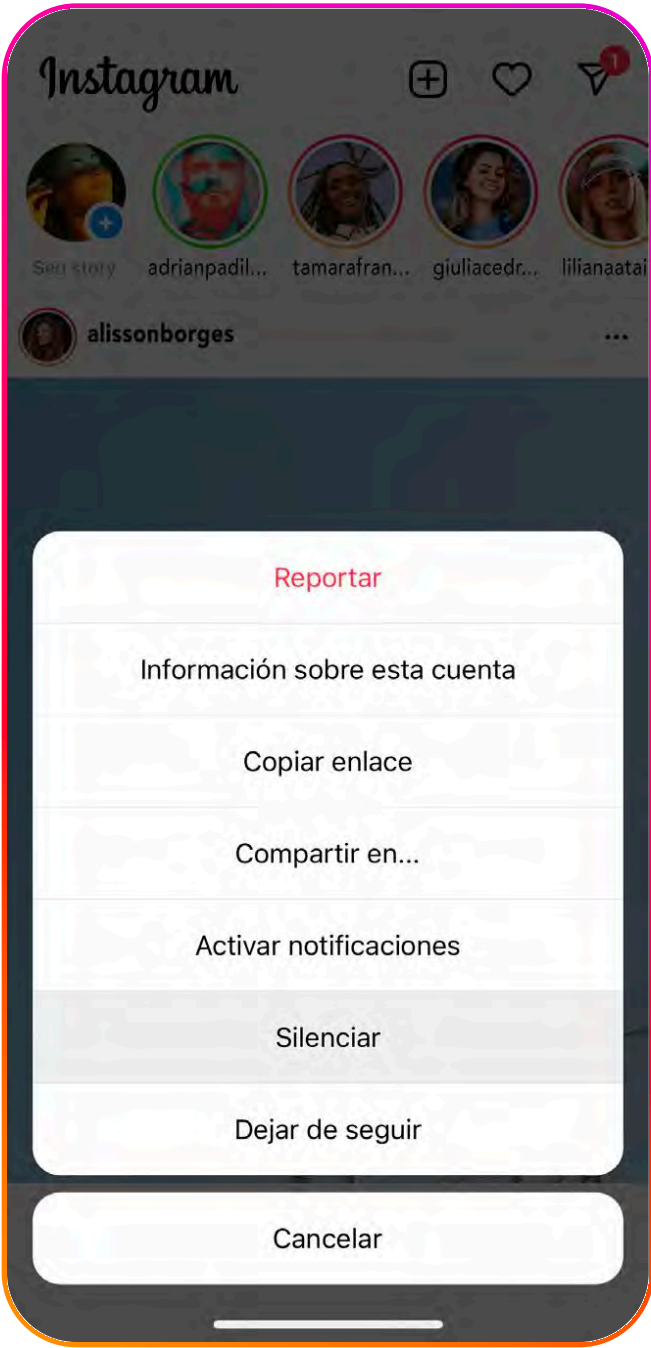 Instagram
1
Seu story
adrianpadil...
tamarafran...
giuliacedr...
lilianaatai
alissonborges
Reportar
Información sobre esta cuenta
Copiar enlace
Compartir en...
Activar notificaciones
Silenciar
Dejar de seguir
Cancelar